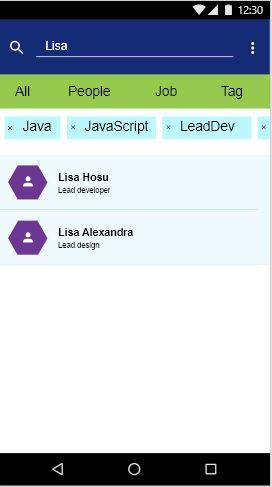 12:30
Lisa
All People Job Tag
× Java × JavaScript × LeadDev ×
Lisa Hosu
Lead developer
Lisa Alexandra
Lead design